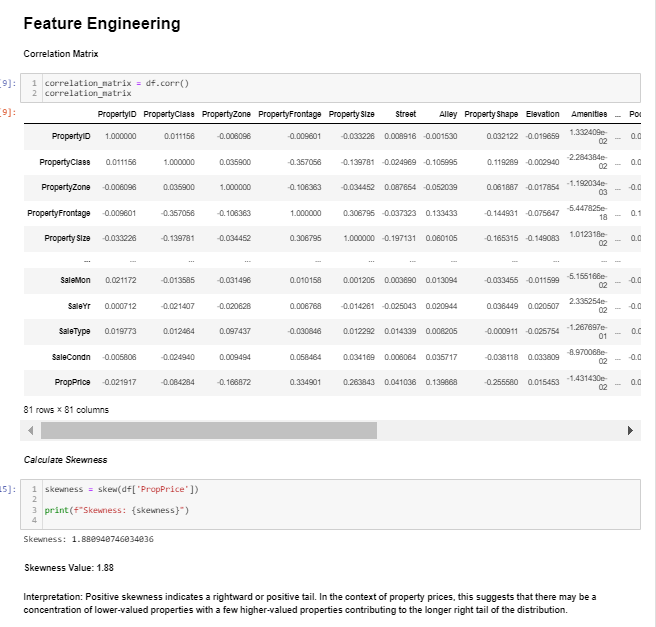 Feature Engineering
Correlation Matrix
9]:
1 correlation_matrix = df.corr()
2 correlation_matrix
9]:
PropertyID PropertyClass PropertyZone PropertyFrontage PropertySize Street Alley PropertyShape Elevation Amenities ... Poc
PropertyID 1.000000 0.011156 -0.006096 -0.009601 -0.033226 0.008916 -0.001530 0.032122 -0.019659 1.332409e-02 ... 0.0
PropertyClass 0.011156 1.000000 0.035900 -0.357056 -0.139781 -0.024969 -0.105995 0.119289 -0.002940 -2.284384e-02 ... 0.0
PropertyZone -0.006096 0.035900 1.000000 -0.106363 -0.034452 0.087654 -0.052039 0.061887 -0.017854 -1.192034e-03 ... -0.0
PropertyFrontage -0.009601 -0.357056 -0.106363 1.000000 0.306795 -0.037323 0.133433 -0.144931 -0.075647 -5.447825e-18 ... 0.1
PropertySize -0.033226 -0.139781 -0.034452 0.306795 1.000000 -0.197131 0.060105 -0.165315 -0.149083 1.012318e-02 ... 0.0
... ... ... ... ... ... ... ... ... ... ... ...
SaleMon 0.021172 -0.013585 -0.031496 0.010158 0.001205 0.003690 0.013094 -0.033455 -0.011599 -5.155166e-02 ... -0.0
SaleYr 0.000712 -0.021407 -0.020628 0.006768 -0.014261 -0.025043 0.020944 0.036449 0.020507 2.335254e-02 ... -0.0
SaleType 0.019773 0.012464 0.097437 -0.030846 0.012292 0.014339 0.008205 -0.000911 -0.025754 -1.267697e-01 ... 0.0
SaleCondn -0.005806 -0.024940 0.009494 0.058464 0.034169 0.006064 0.035717 -0.038118 0.033809 -8.970068e-02 ... -0.0
PropPrice -0.021917 -0.084284 -0.166872 0.334901 0.263843 0.041036 0.139868 -0.255580 0.015453 -1.431430e-02 ... 0.0
81 rows × 81 columns
Calculate Skewness
15]:
1 skewness = skew(df['PropPrice'])
2
3 print(f"Skewness: {skewness}")
4
Skewness: 1.880940746034036
Skewness Value: 1.88
Interpretation: Positive skewness indicates a rightward or positive tail. In the context of property prices, this suggests that there may be a
concentration of lower-valued properties with a few higher-valued properties contributing to the longer right tail of the distribution.